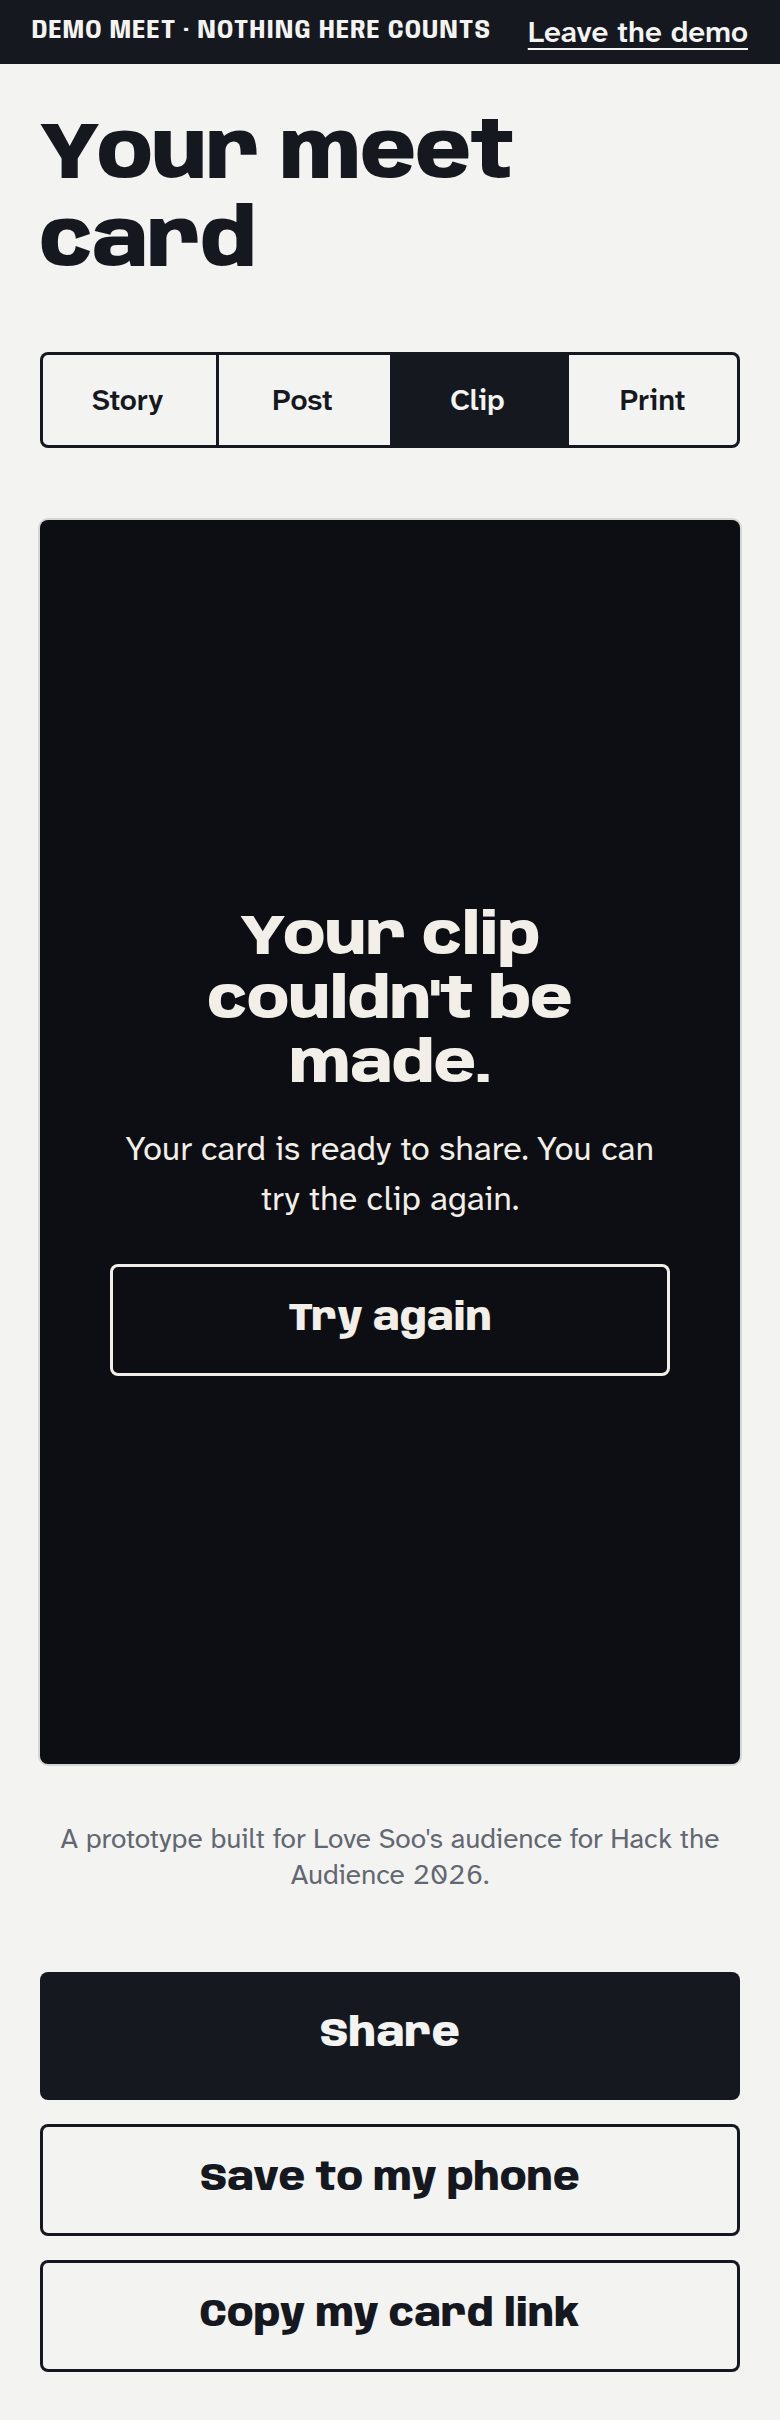 DEMO MEET · NOTHING HERE COUNTS
Leave the demo
Your meet
card
Story
Post
Clip
Print
Your clip
couldn't be
made.
Your card is ready to share. You can
try the clip again.
Try again
A prototype built for Love Soo's audience for Hack the
Audience 2026.
Share
Save to my phone
Copy my card link